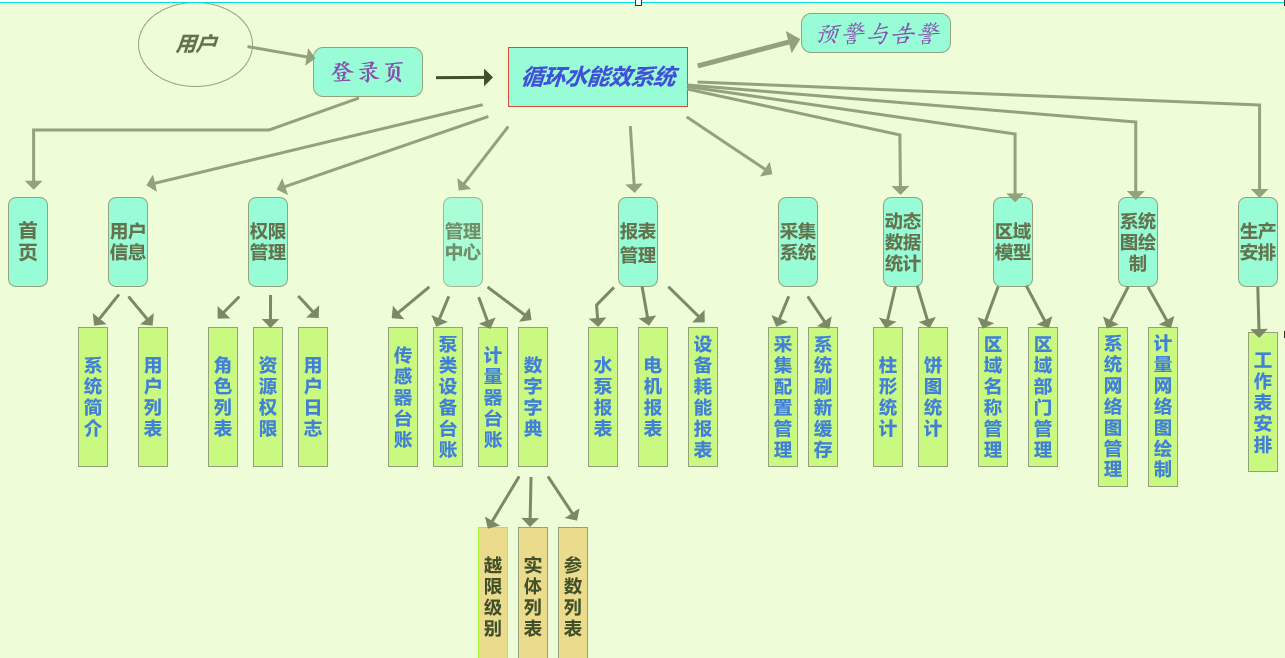 用户
登录页
循环水能效系统
预警与告警
首页
用户
信息
权限
管理
管理
中心
报表
管理
采集
系统
动态
数据
统计
区域
模型
系统
图绘
制
生产
安排
系统简介
用户列表
角色列表
资源权限
用户日志
传感器台账
泵类设备台账
计量器台账
数字字典
水泵报表
电机报表
设备耗能报表
采集配置管理
系统刷新缓存
柱形统计
饼图统计
区域名称管理
区域部门管理
系统网络图管理
计量网络图绘制
工作表安排
越限级别
实体列表
参数列表